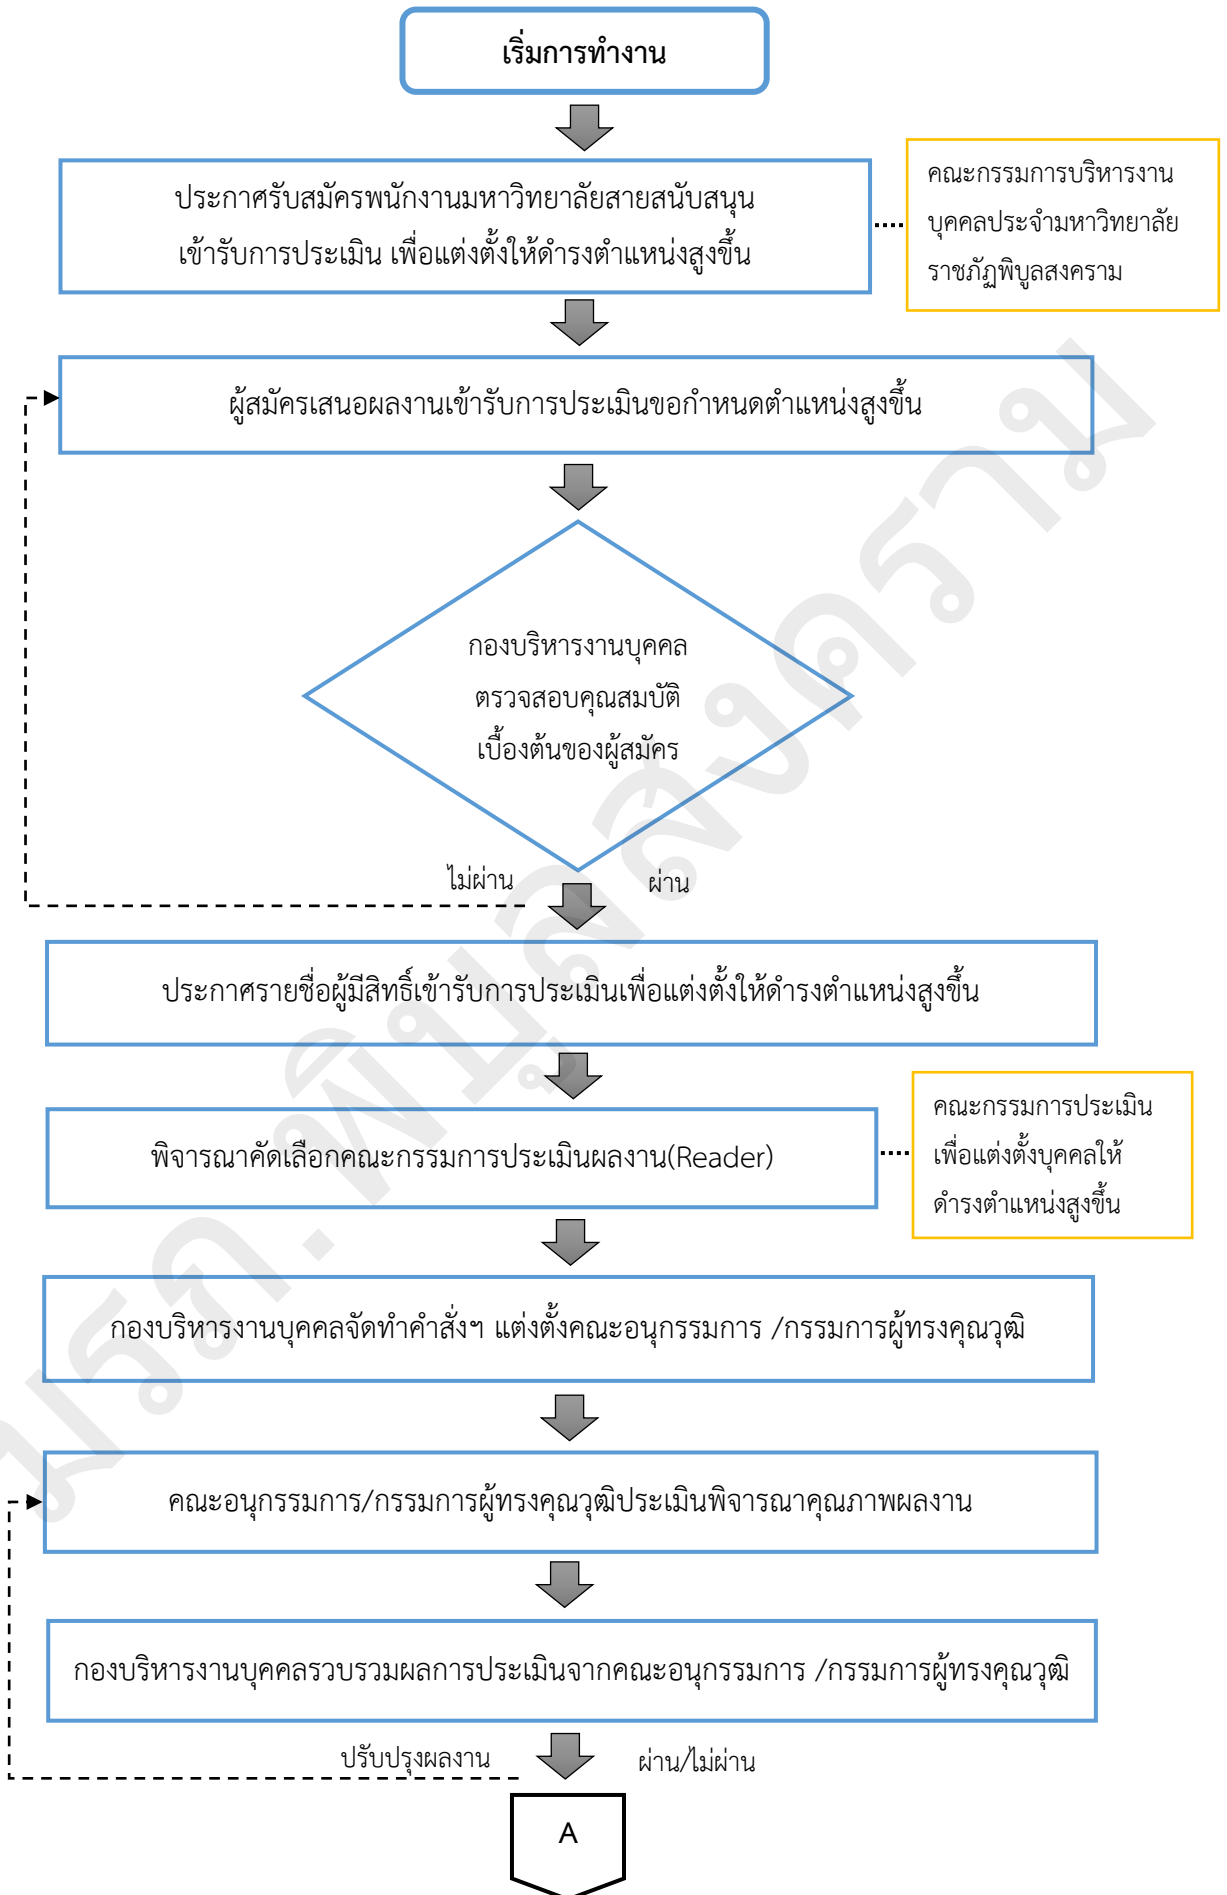 เริ่มการทำงาน
ประกาศรับสมัครพนักงานมหาวิทยาลัยสายสนับสนุน
เข้ารับการประเมิน เพื่อแต่งตั้งให้ดำรงตำแหน่งสูงขึ้น
คณะกรรมการบริหารงาน
บุคคลประจำมหาวิทยาลัย
ราชภัฏพิบูลสงคราม
ผู้สมัครเสนอผลงานเข้ารับการประเมินขอกำหนดตำแหน่งสูงขึ้น
กองบริหารงานบุคคล
ตรวจสอบคุณสมบัติ
เบื้องต้นของผู้สมัคร
ไม่ผ่าน
ผ่าน
ประกาศรายชื่อผู้มีสิทธิ์เข้ารับการประเมินเพื่อแต่งตั้งให้ดำรงตำแหน่งสูงขึ้น
พิจารณาคัดเลือกคณะกรรมการประเมินผลงาน(Reader)
คณะกรรมการประเมิน
เพื่อแต่งตั้งบุคคลให้
ดำรงตำแหน่งสูงขึ้น
กองบริหารงานบุคคลจัดทำคำสั่งฯ แต่งตั้งคณะอนุกรรมการ /กรรมการผู้ทรงคุณวุฒิ
คณะอนุกรรมการ/กรรมการผู้ทรงคุณวุฒิประเมินพิจารณาคุณภาพผลงาน
กองบริหารงานบุคคลรวบรวมผลการประเมินจากคณะอนุกรรมการ /กรรมการผู้ทรงคุณวุฒิ
ปรับปรุงผลงาน
ผ่าน/ไม่ผ่าน
A
มรภ.พิบูลสงคราม